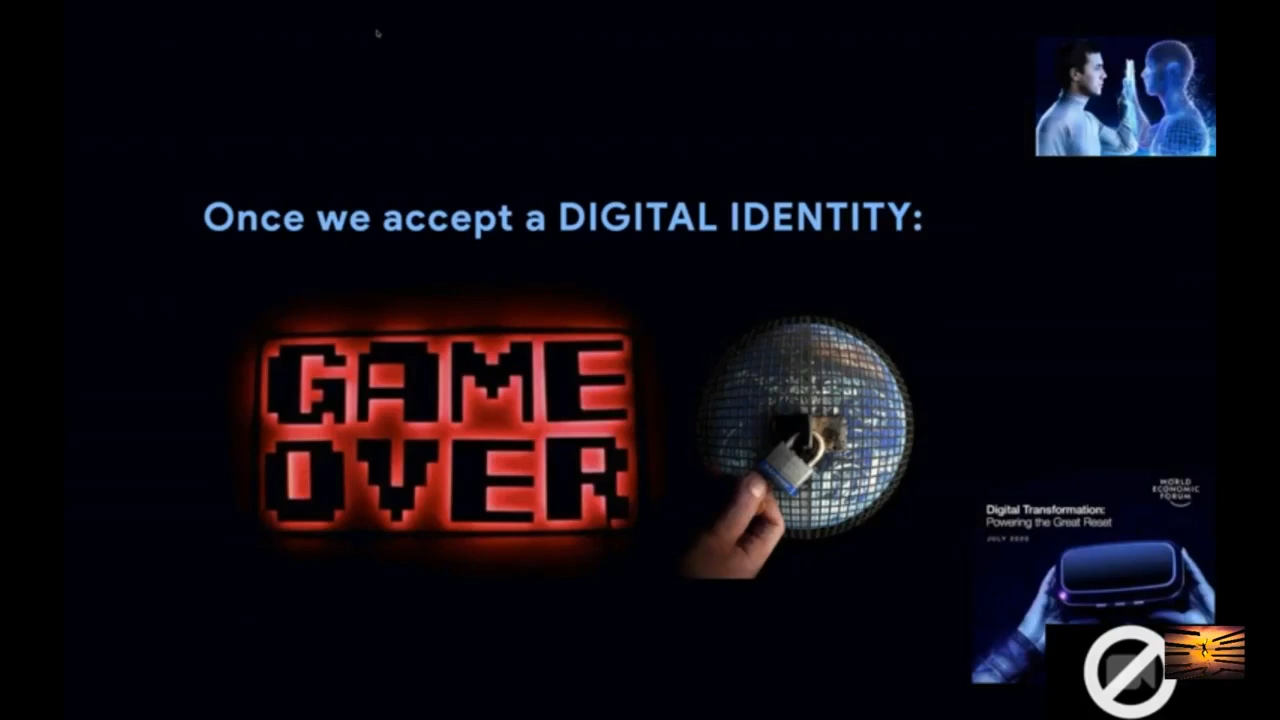 Once we accept a DIGITAL IDENTITY:
GAME
OVER
WORLD
ECONOMIC
FORUM
Digital Transformation:
Powering the Great Reset
JULY 2020